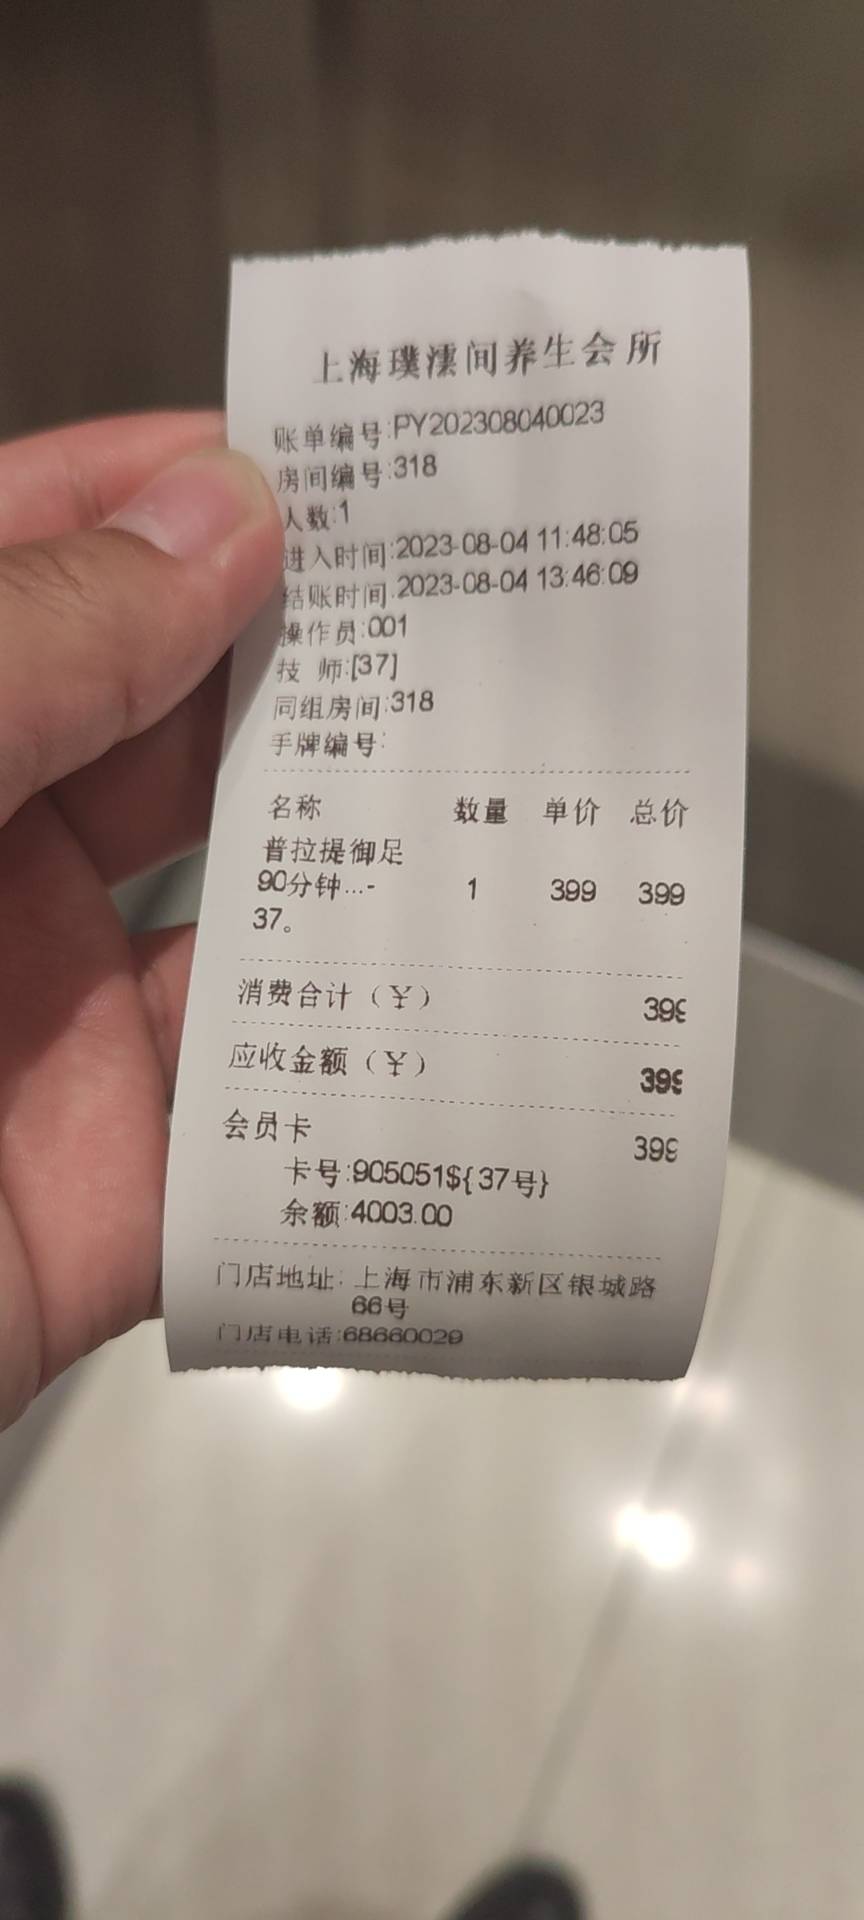 上海璞濡间养生会所
账单编号:PY202308040023
房间编号:318
人数:1
进入时间:2023-08-04 11:48:05
结账时间:2023-08-04 13:46:09
操作员:001
技 师:[37]
同组房间:318
手牌编号:
名称 数量 单价 总价
普拉提御足
90分钟...- 1 399 399
37。
消费合计（￥） 399
应收金额（￥） 399
会员卡 399
卡号:905051${37号}
余额:4003.00
门店地址: 上海市浦东新区银城路
66号
门店电话:68660029